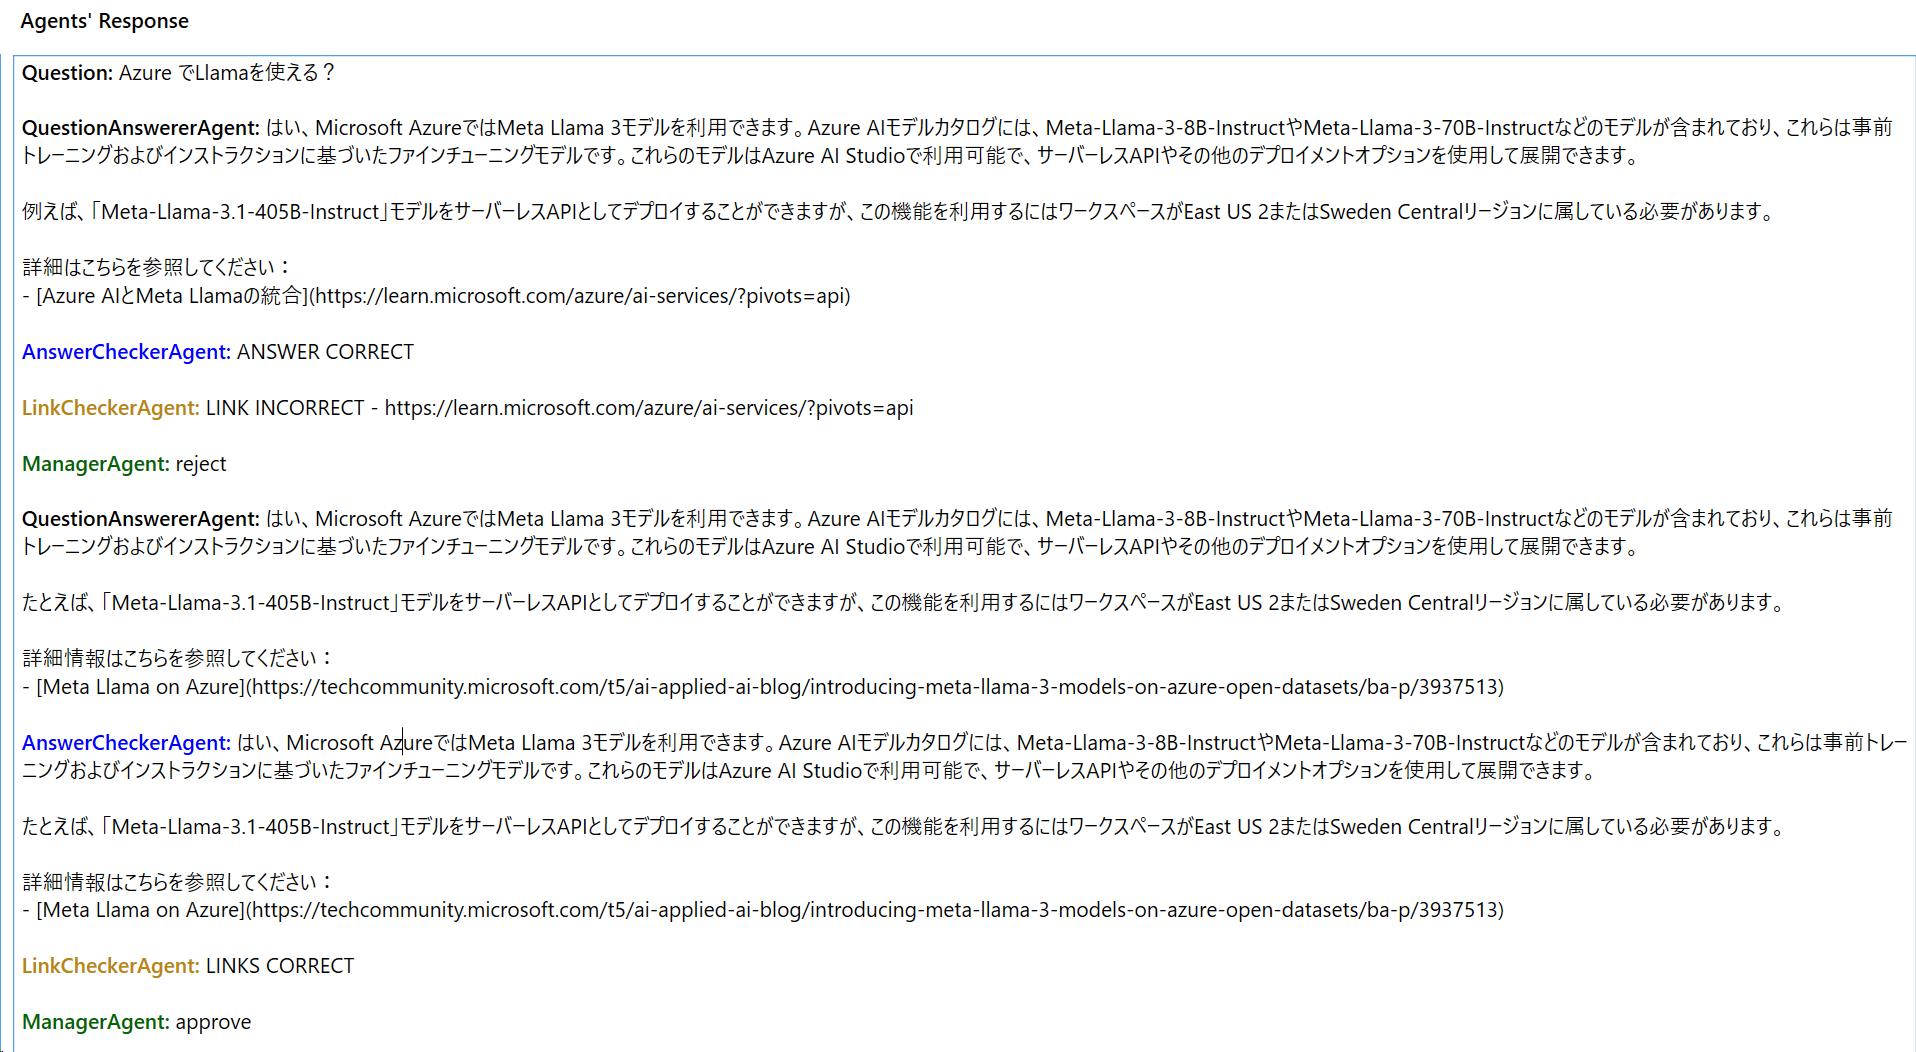 Agents' Response
Question: Azure でLlamaを使える？
QuestionAnswererAgent: はい、Microsoft AzureではMeta Llama 3モデルを利用できます。Azure AIモデルカタログには、Meta-Llama-3-8B-InstructやMeta-Llama-3-70B-Instructなどのモデルが含まれており、これらは事前
トレーニングおよびインストラクションに基づいたファインチューニングモデルです。これらのモデルはAzure AI Studioで利用可能で、サーバーレスAPIやその他のデプロイメントオプションを使用して展開できます。
例えば、「Meta-Llama-3.1-405B-Instruct」モデルをサーバーレスAPIとしてデプロイすることができますが、この機能を利用するにはワークスペースがEast US 2またはSweden Centralリージョンに属している必要があります。
詳細はこちらを参照してください：
- [Azure AIとMeta Llamaの統合](https://learn.microsoft.com/azure/ai-services/?pivots=api)
AnswerCheckerAgent: ANSWER CORRECT
LinkCheckerAgent: LINK INCORRECT - https://learn.microsoft.com/azure/ai-services/?pivots=api
ManagerAgent: reject
QuestionAnswererAgent: はい、Microsoft AzureではMeta Llama 3モデルを利用できます。Azure AIモデルカタログには、Meta-Llama-3-8B-InstructやMeta-Llama-3-70B-Instructなどのモデルが含まれており、これらは事前
トレーニングおよびインストラクションに基づいたファインチューニングモデルです。これらのモデルはAzure AI Studioで利用可能で、サーバーレスAPIやその他のデプロイメントオプションを使用して展開できます。
たとえば、「Meta-Llama-3.1-405B-Instruct」モデルをサーバーレスAPIとしてデプロイすることができますが、この機能を利用するにはワークスペースがEast US 2またはSweden Centralリージョンに属している必要があります。
詳細情報はこちらを参照してください：
- [Meta Llama on Azure](https://techcommunity.microsoft.com/t5/ai-applied-ai-blog/introducing-meta-llama-3-models-on-azure-open-datasets/ba-p/3937513)
AnswerCheckerAgent: はい、Microsoft AzureではMeta Llama 3モデルを利用できます。Azure AIモデルカタログには、Meta-Llama-3-8B-InstructやMeta-Llama-3-70B-Instructなどのモデルが含まれており、これらは事前トレー
ニングおよびインストラクションに基づいたファインチューニングモデルです。これらのモデルはAzure AI Studioで利用可能で、サーバーレスAPIやその他のデプロイメントオプションを使用して展開できます。
たとえば、「Meta-Llama-3.1-405B-Instruct」モデルをサーバーレスAPIとしてデプロイすることができますが、この機能を利用するにはワークスペースがEast US 2またはSweden Centralリージョンに属している必要があります。
詳細情報はこちらを参照してください：
- [Meta Llama on Azure](https://techcommunity.microsoft.com/t5/ai-applied-ai-blog/introducing-meta-llama-3-models-on-azure-open-datasets/ba-p/3937513)
LinkCheckerAgent: LINKS CORRECT
ManagerAgent: approve